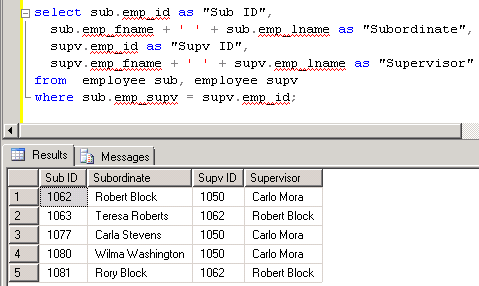 select sub.emp_id as "Sub ID",
sub.emp_fname + ' ' + sub.emp_lname as "Subordinate",
supv.emp_id as "Supv ID",
supv.emp_fname + ' ' + supv.emp_lname as "Supervisor"
from employee sub, employee supv
where sub.emp_supv = supv.emp_id;
Results Messages
Sub ID Subordinate Supv ID Supervisor
1 1062 Robert Block 1050 Carlo Mora
2 1063 Teresa Roberts 1062 Robert Block
3 1077 Carla Stevens 1050 Carlo Mora
4 1080 Wilma Washington 1050 Carlo Mora
5 1081 Rory Block 1062 Robert Block